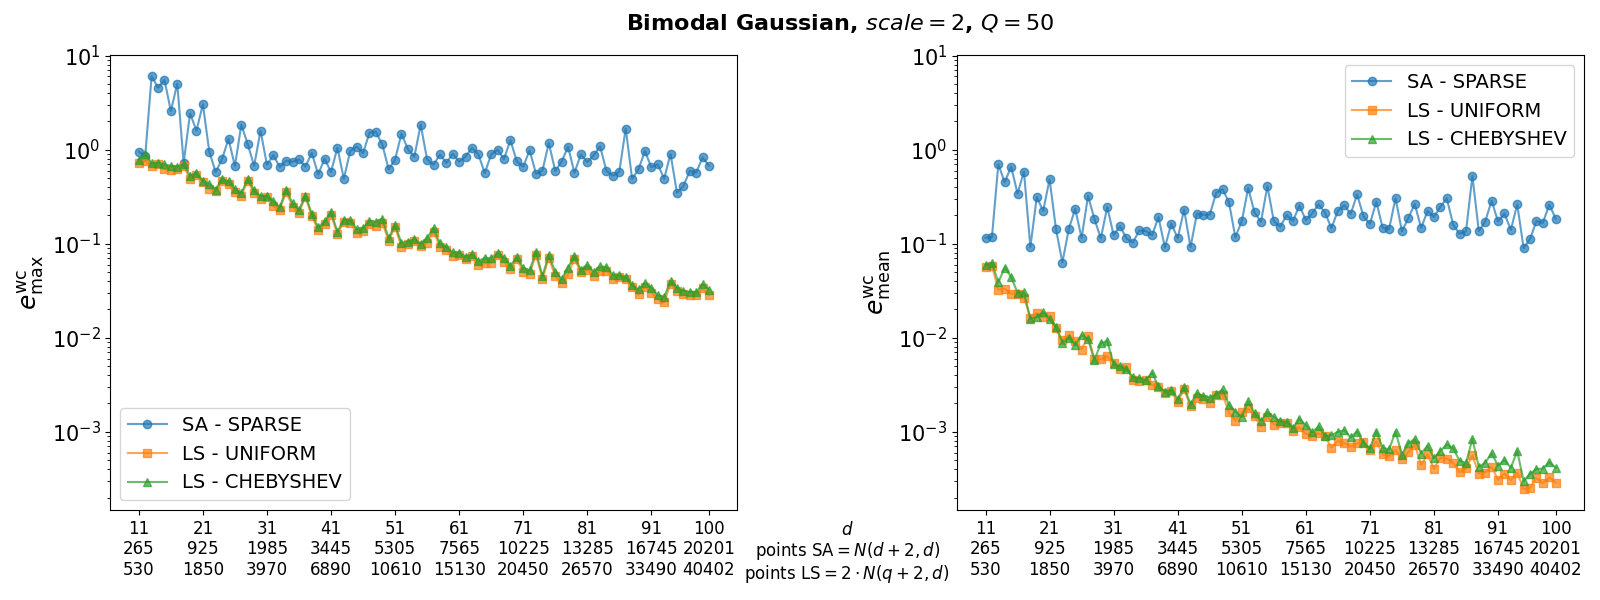 Bimodal Gaussian, scale = 2, Q = 50
10^1
10^0
10^-1
10^-2
10^-3
e^wc_max
SA - SPARSE
LS - UNIFORM
LS - CHEBYSHEV
11 21 31 41 51 61 71 81 91 100
265 925 1985 3445 5305 7565 10225 13285 16745 20201
530 1850 3970 6890 10610 15130 20450 26570 33490 40402
d
points SA = N(d + 2, d)
points LS = 2 · N(q + 2, d)
10^1
10^0
10^-1
10^-2
10^-3
e^wc_mean
SA - SPARSE
LS - UNIFORM
LS - CHEBYSHEV
11 21 31 41 51 61 71 81 91 100
265 925 1985 3445 5305 7565 10225 13285 16745 20201
530 1850 3970 6890 10610 15130 20450 26570 33490 40402